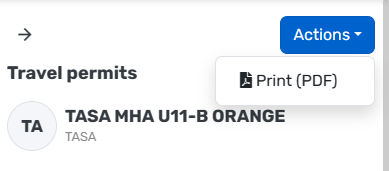 Actions
Travel permits
Print (PDF)
TA
TASA MHA U11-B ORANGE
TASA